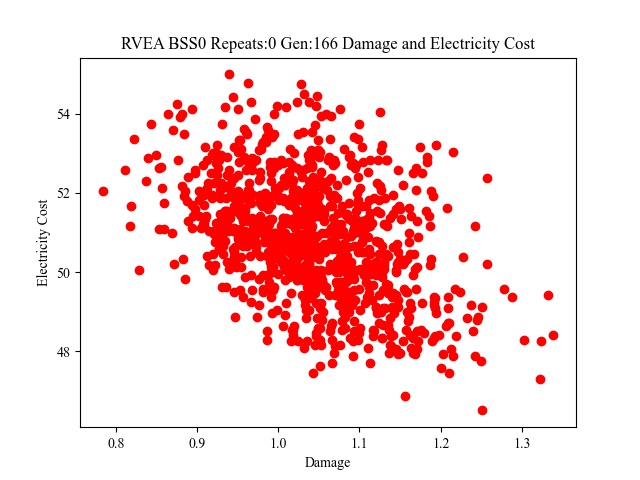 RVEA BSS0 Repeats:0 Gen:166 Damage and Electricity Cost
54
52
50
48
Electricity Cost
0.8 0.9 1.0 1.1 1.2 1.3
Damage